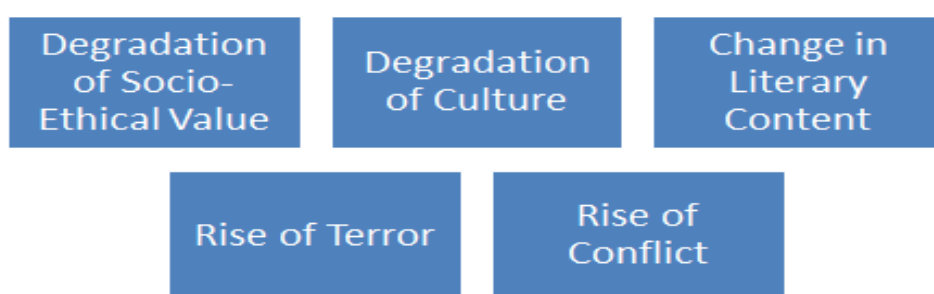 Degradation
of Socio-
Ethical Value
Degradation
of Culture
Change in
Literary
Content
Rise of Terror
Rise of
Conflict